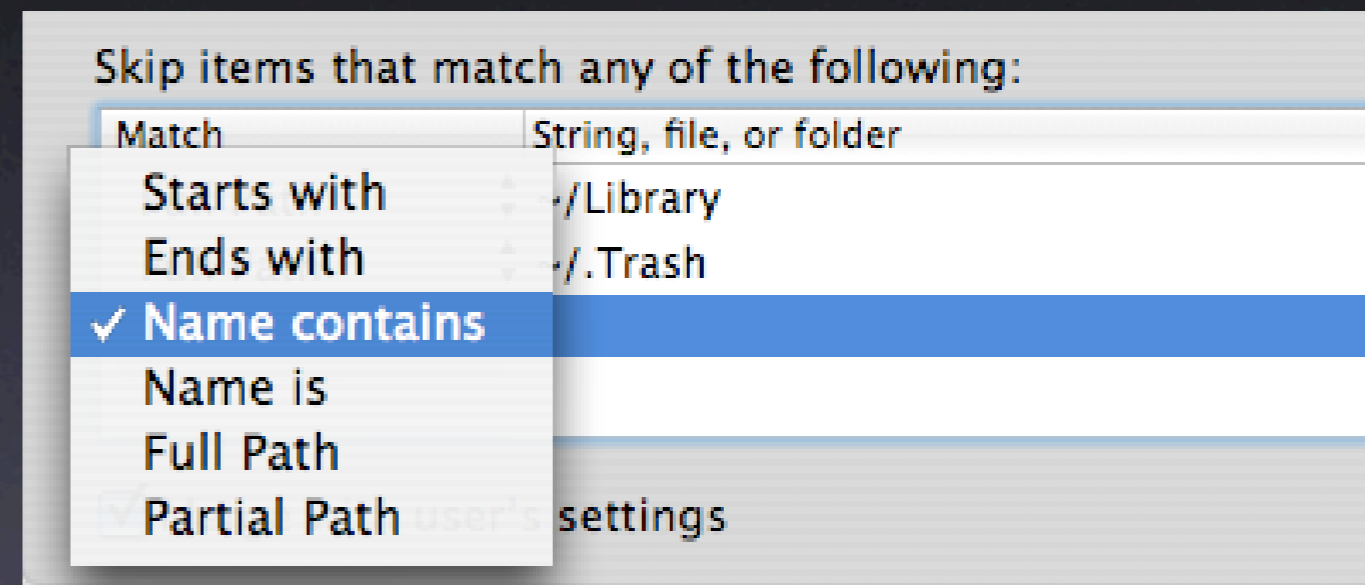 Skip items that match any of the following:
Match String, file, or folder
Starts with ~/Library
Ends with ~/.Trash
Name contains
Name is
Full Path
Partial Path user's settings